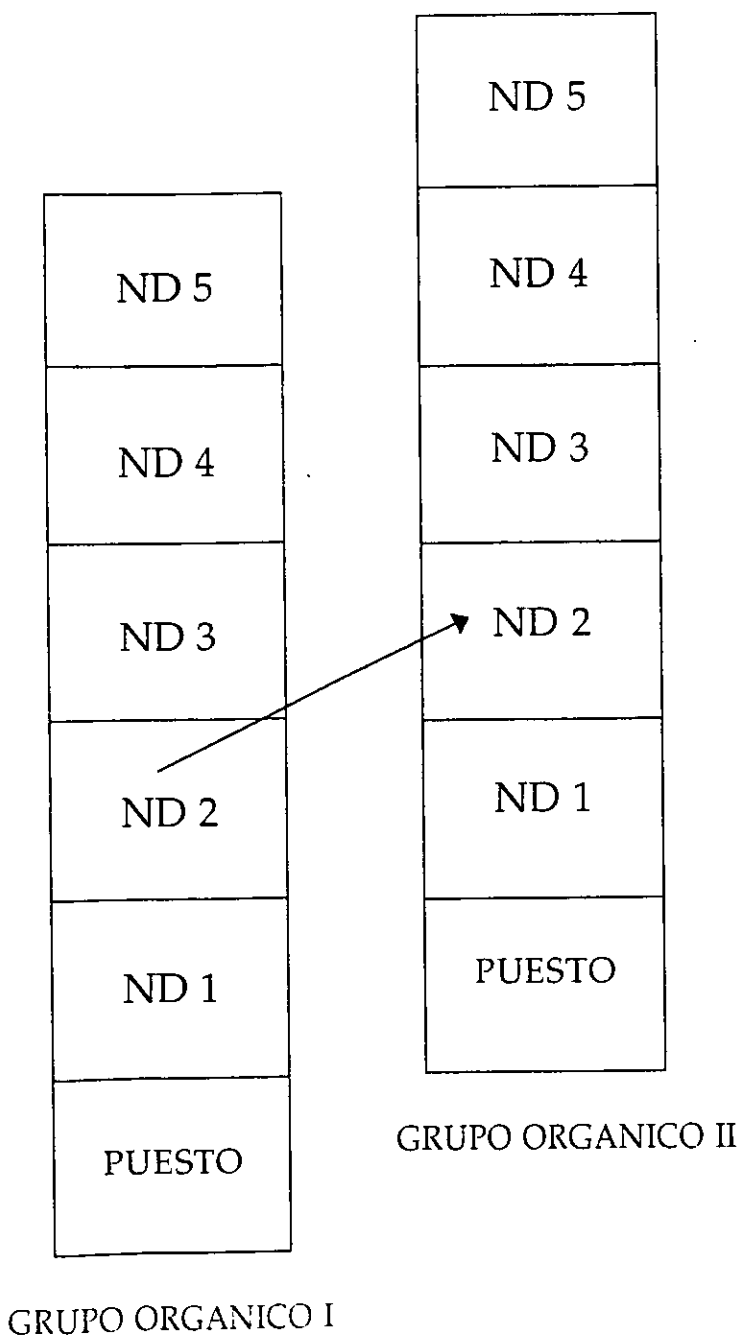 ND 5
ND 4
ND 3
ND 2
ND 1
PUESTO
GRUPO ORGANICO I
ND 5
ND 4
ND 3
ND 2
ND 1
PUESTO
GRUPO ORGANICO II